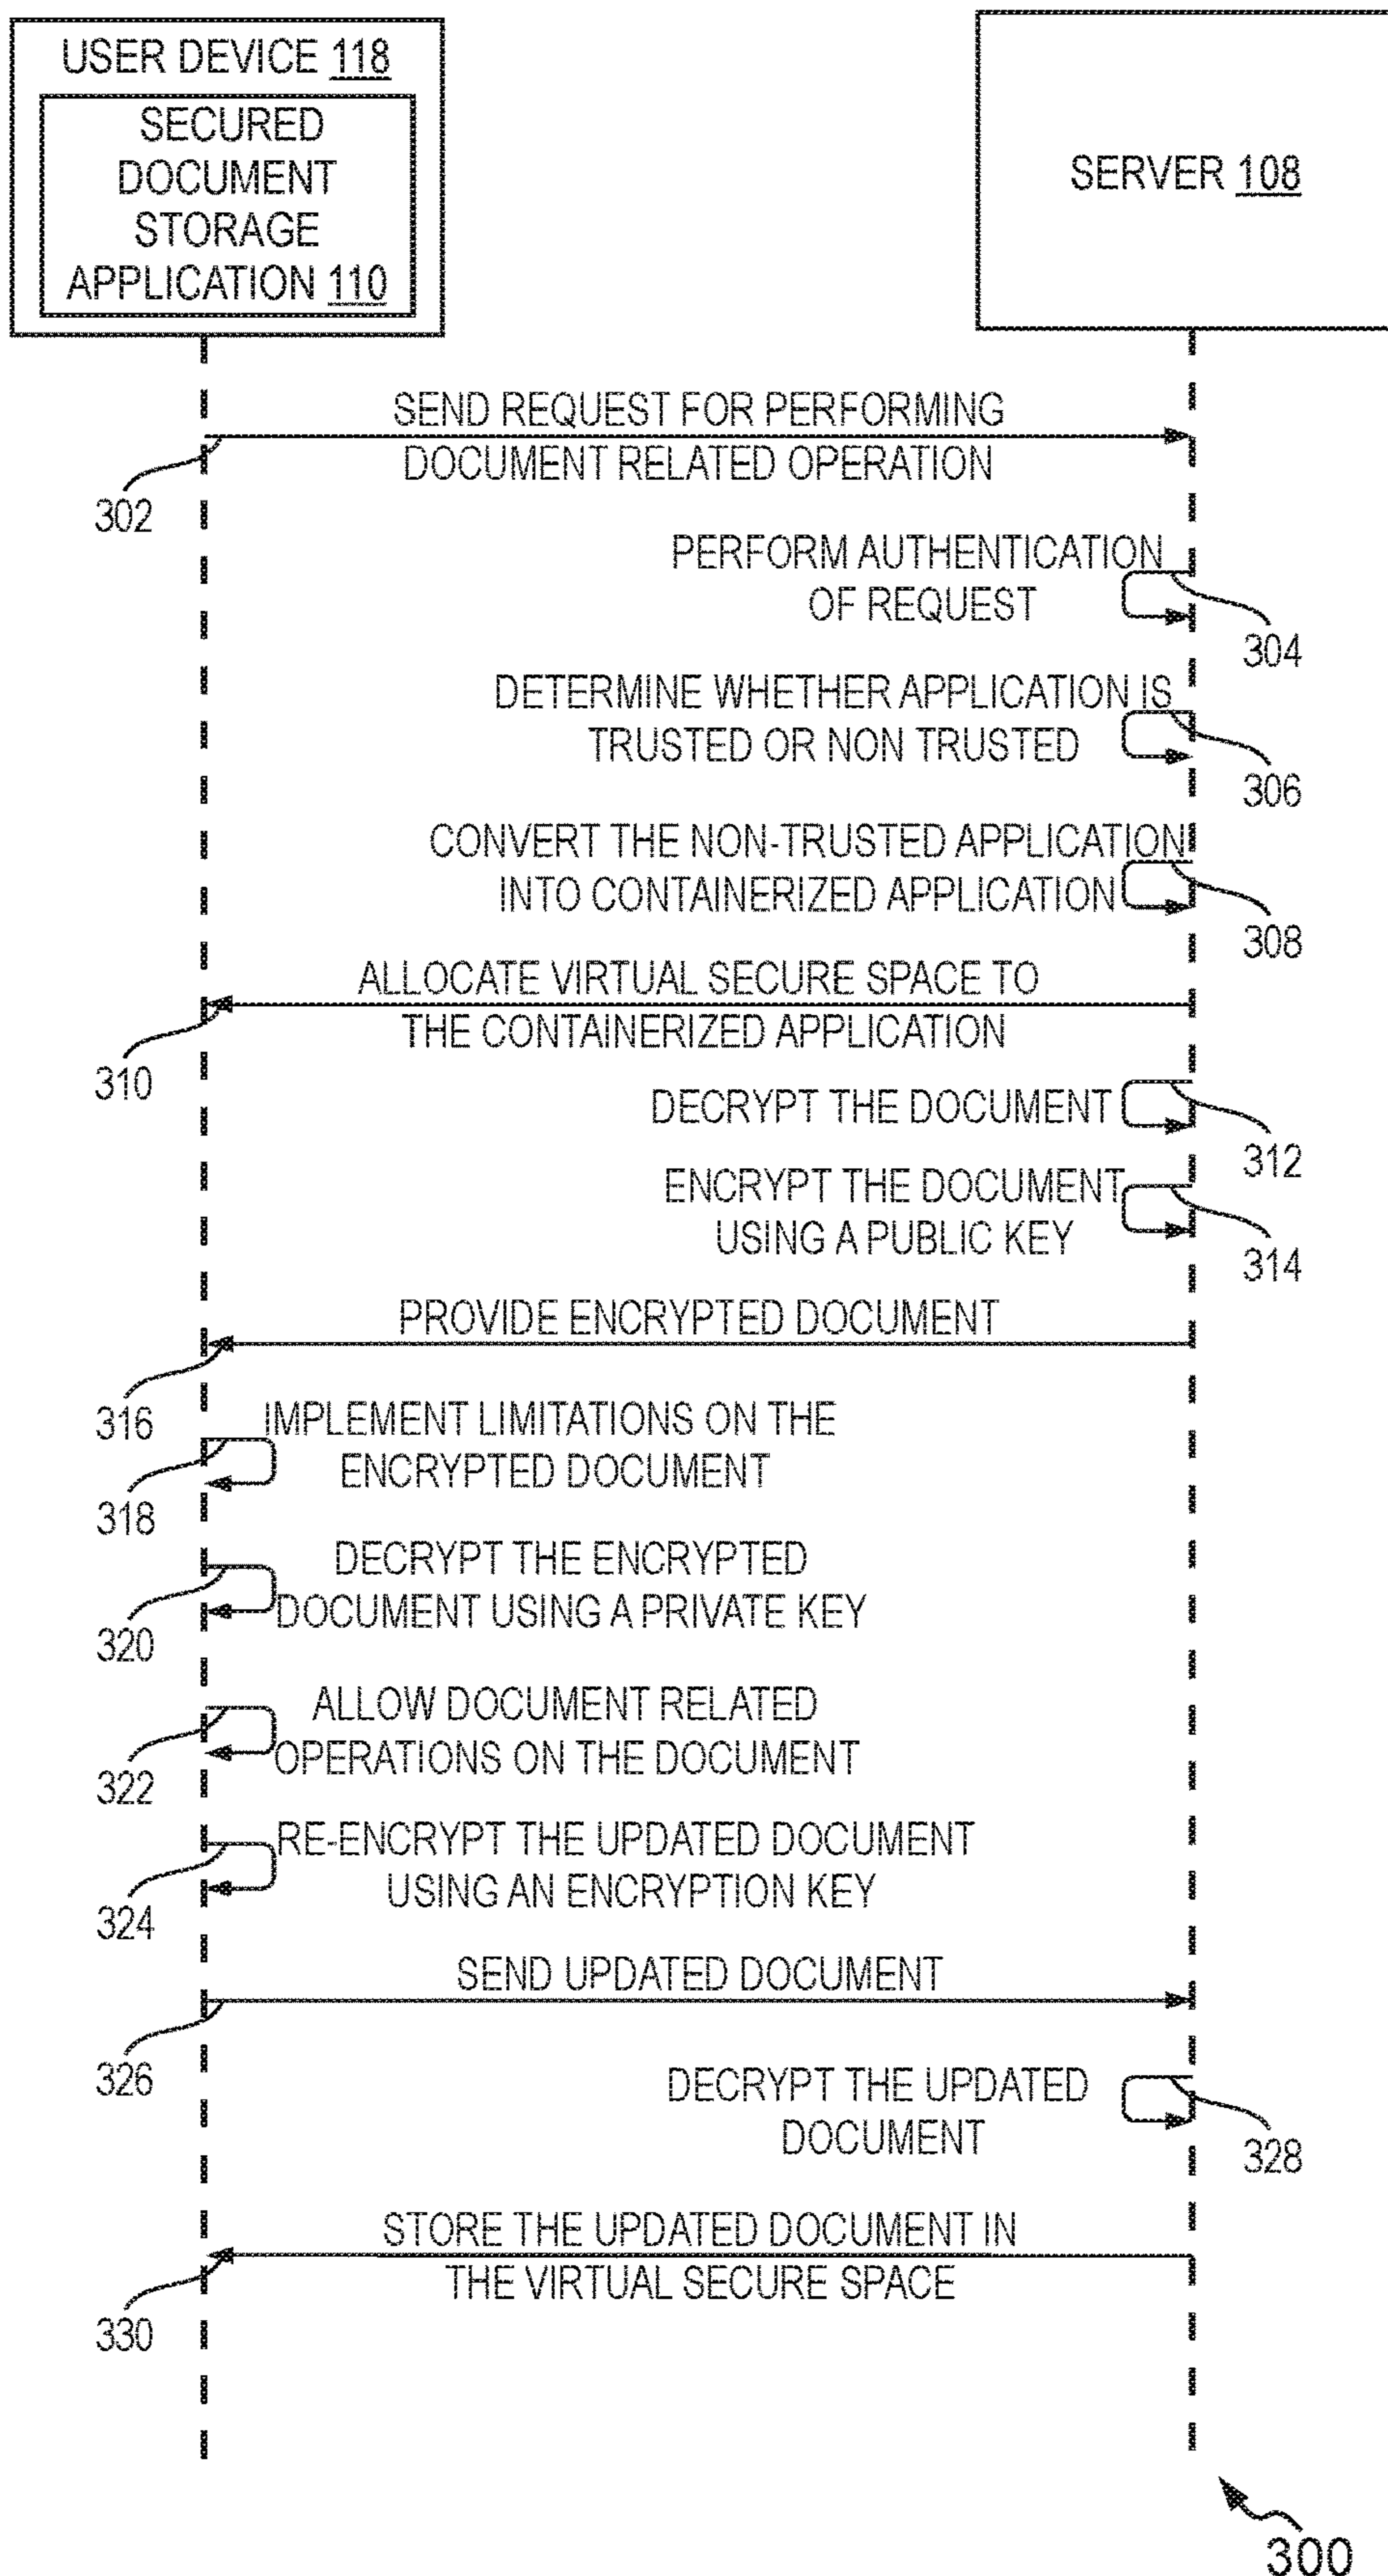 USER DEVICE 118
SECURED
DOCUMENT
STORAGE
APPLICATION 110
SERVER 108
SEND REQUEST FOR PERFORMING
DOCUMENT RELATED OPERATION
302
PERFORM AUTHENTICATION
OF REQUEST
304
DETERMINE WHETHER APPLICATION IS
TRUSTED OR NON TRUSTED
306
CONVERT THE NON-TRUSTED APPLICATION
INTO CONTAINERIZED APPLICATION
308
ALLOCATE VIRTUAL SECURE SPACE TO
THE CONTAINERIZED APPLICATION
310
DECRYPT THE DOCUMENT
312
ENCRYPT THE DOCUMENT
USING A PUBLIC KEY
314
PROVIDE ENCRYPTED DOCUMENT
316
IMPLEMENT LIMITATIONS ON THE
ENCRYPTED DOCUMENT
318
DECRYPT THE ENCRYPTED
DOCUMENT USING A PRIVATE KEY
320
ALLOW DOCUMENT RELATED
OPERATIONS ON THE DOCUMENT
322
RE-ENCRYPT THE UPDATED DOCUMENT
USING AN ENCRYPTION KEY
324
SEND UPDATED DOCUMENT
326
DECRYPT THE UPDATED
DOCUMENT
328
STORE THE UPDATED DOCUMENT IN
THE VIRTUAL SECURE SPACE
330
300